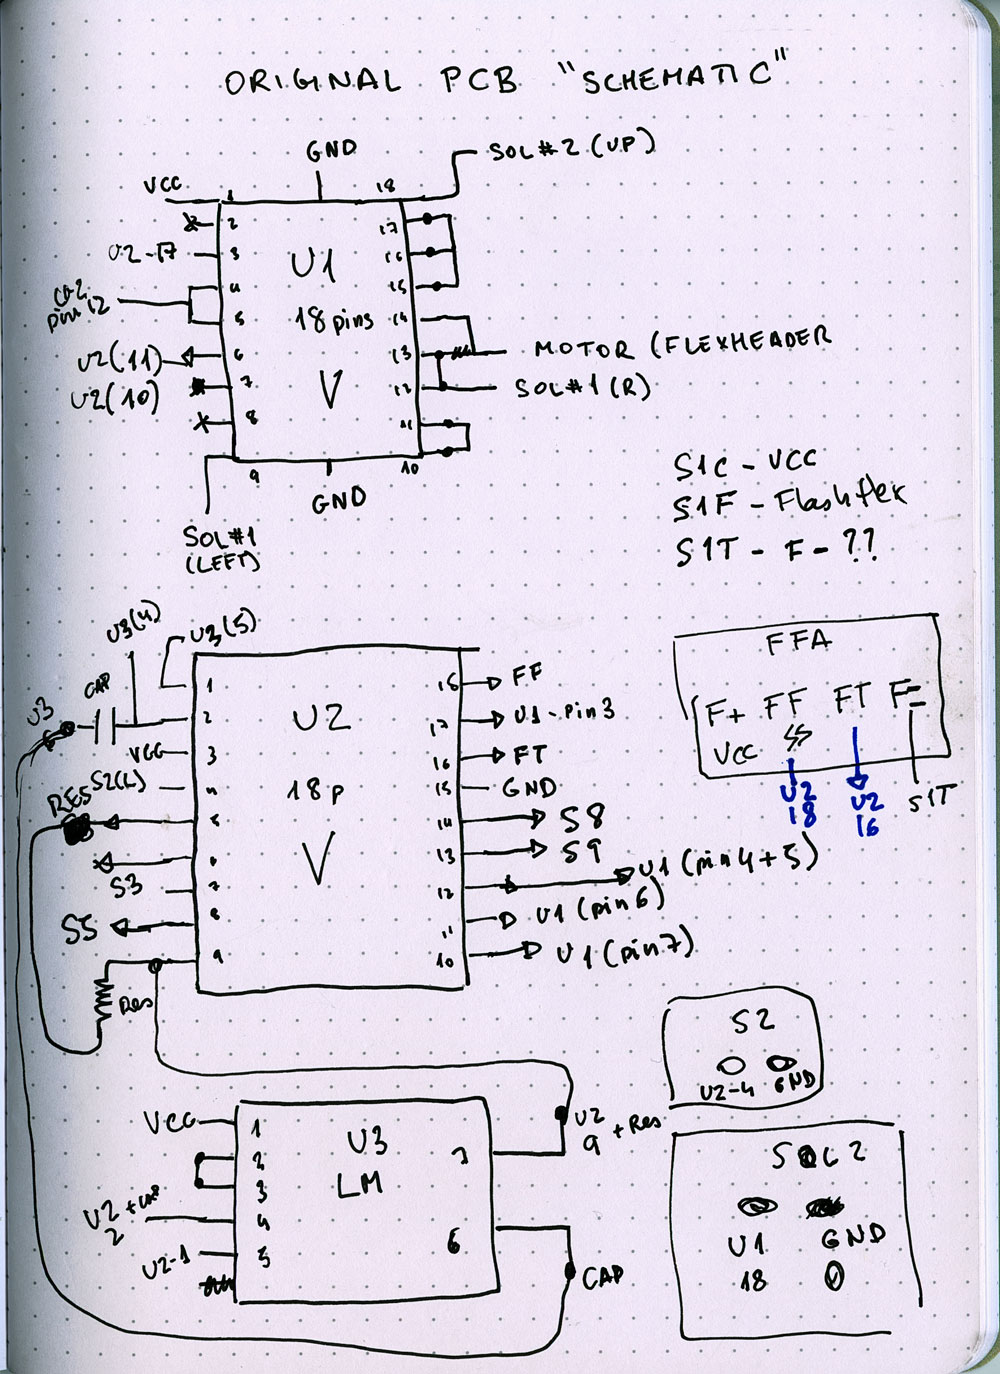 ORIGINAL PCB "SCHEMATIC"
GND
SOL#2 (UP)
VCC
1
18
2
17
U2-17
3
U1
16
U2
pin 12
4
15
5
18 pins
14
U2(11)
6
13
MOTOR (FLEXHEADER
U2(10)
7
V
12
SOL#1(R)
8
11
9
10
GND
SOL#1
(LEFT)
S1C - VCC
S1F - Flashflex
S1T - F - ??
U3(4)
U3(5)
CAP
U3
1
18
FF
2
U2
17
U1-pin3
VCC
3
16
FT
S2(L)
4
18p
15
GND
RES
5
14
S8
6
13
S9
S3
7
V
12
U1 (pin 4+5)
S5
8
11
U1 (pin6)
9
10
U1 (pin7)
Res
FFA
F+ FF FT F-
VCC
U2
18
U2
16
S1T
S2
U2-4 GND
VCC
1
U3
7
U2
9 + Res
2
LM
3
U2 + cap
2
4
6
U2-1
5
CAP
SOL 2
U1 GND
18